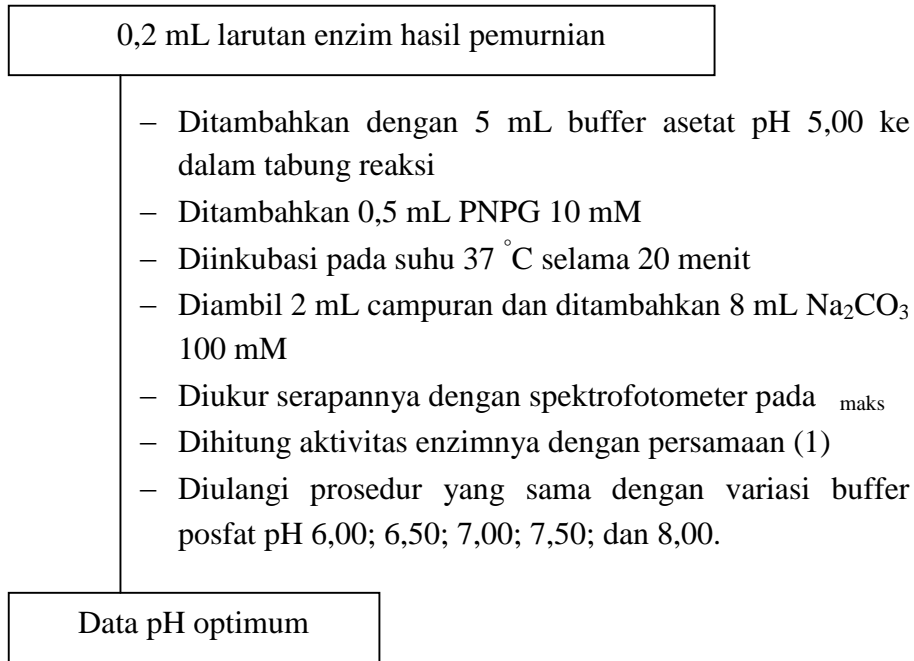 0,2 mL larutan enzim hasil pemurnian
− Ditambahkan dengan 5 mL buffer asetat pH 5,00 ke
dalam tabung reaksi
− Ditambahkan 0,5 mL PNPG 10 mM
− Diinkubasi pada suhu 37 °C selama 20 menit
− Diambil 2 mL campuran dan ditambahkan 8 mL Na₂CO₃
100 mM
− Diukur serapannya dengan spektrofotometer pada maks
− Dihitung aktivitas enzimnya dengan persamaan (1)
− Diulangi prosedur yang sama dengan variasi buffer
posfat pH 6,00; 6,50; 7,00; 7,50; dan 8,00.
Data pH optimum